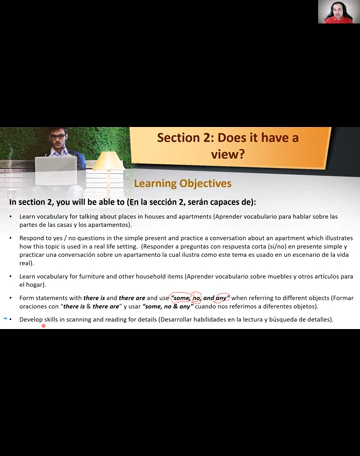 Section 2: Does it have a
view?
Learning Objectives
In section 2, you will be able to (En la sección 2, serán capaces de):
• Learn vocabulary for talking about places in houses and apartments (Aprender vocabulario para hablar sobre las
partes de las casas y los apartamentos).
• Respond to yes / no questions in the simple present and practice a conversation about an apartment which illustrates
how this topic is used in a real life setting. (Responder a preguntas con respuesta corta (si/no) en presente simple y
practicar una conversación sobre un apartamento la cual ilustra como este tema es usado en un escenario de la vida
real).
• Learn vocabulary for furniture and other household items (Aprender vocabulario sobre muebles y otros artículos para
el hogar).
• Form statements with there is and there are and use "some, no, and any" when referring to different objects (Formar
oraciones con "there is & there are" y usar "some, no & any" cuando nos referimos a diferentes objetos).
• Develop skills in scanning and reading for details (Desarrollar habilidades en la lectura y búsqueda de detalles).